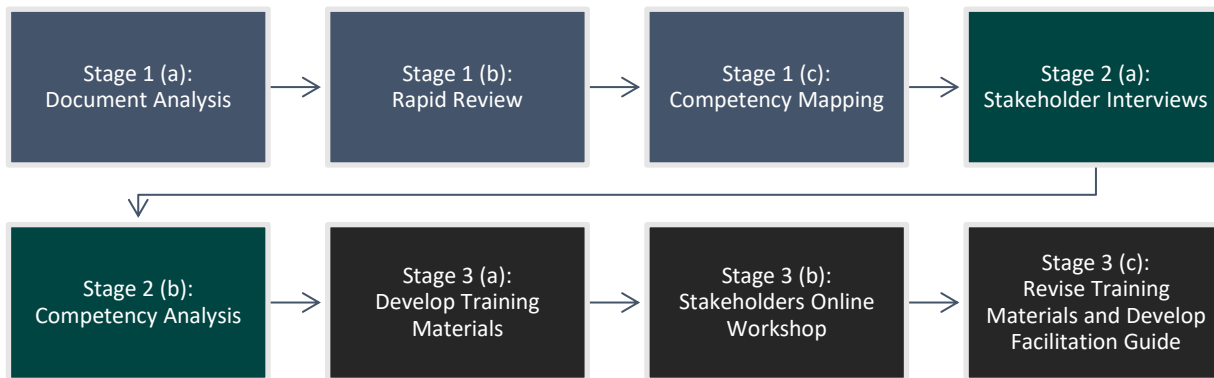 Stage 1 (a):
Document Analysis
Stage 1 (b):
Rapid Review
Stage 1 (c):
Competency Mapping
Stage 2 (a):
Stakeholder Interviews
Stage 2 (b):
Competency Analysis
Stage 3 (a):
Develop Training
Materials
Stage 3 (b):
Stakeholders Online
Workshop
Stage 3 (c):
Revise Training
Materials and Develop
Facilitation Guide